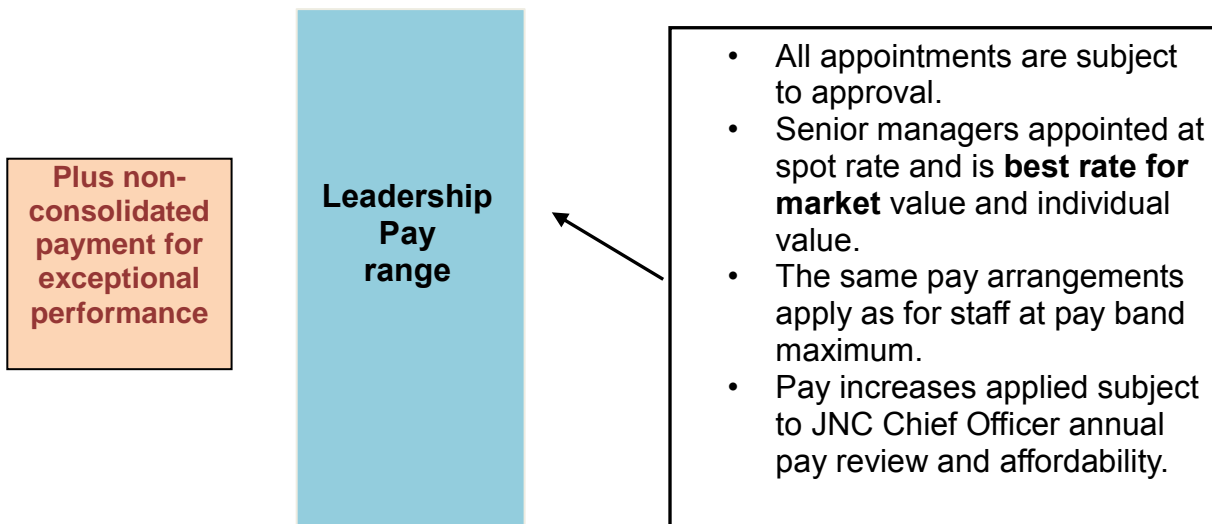 Plus non-
consolidated
payment for
exceptional
performance
Leadership
Pay
range
• All appointments are subject
to approval.
• Senior managers appointed at
spot rate and is best rate for
market value and individual
value.
• The same pay arrangements
apply as for staff at pay band
maximum.
• Pay increases applied subject
to JNC Chief Officer annual
pay review and affordability.